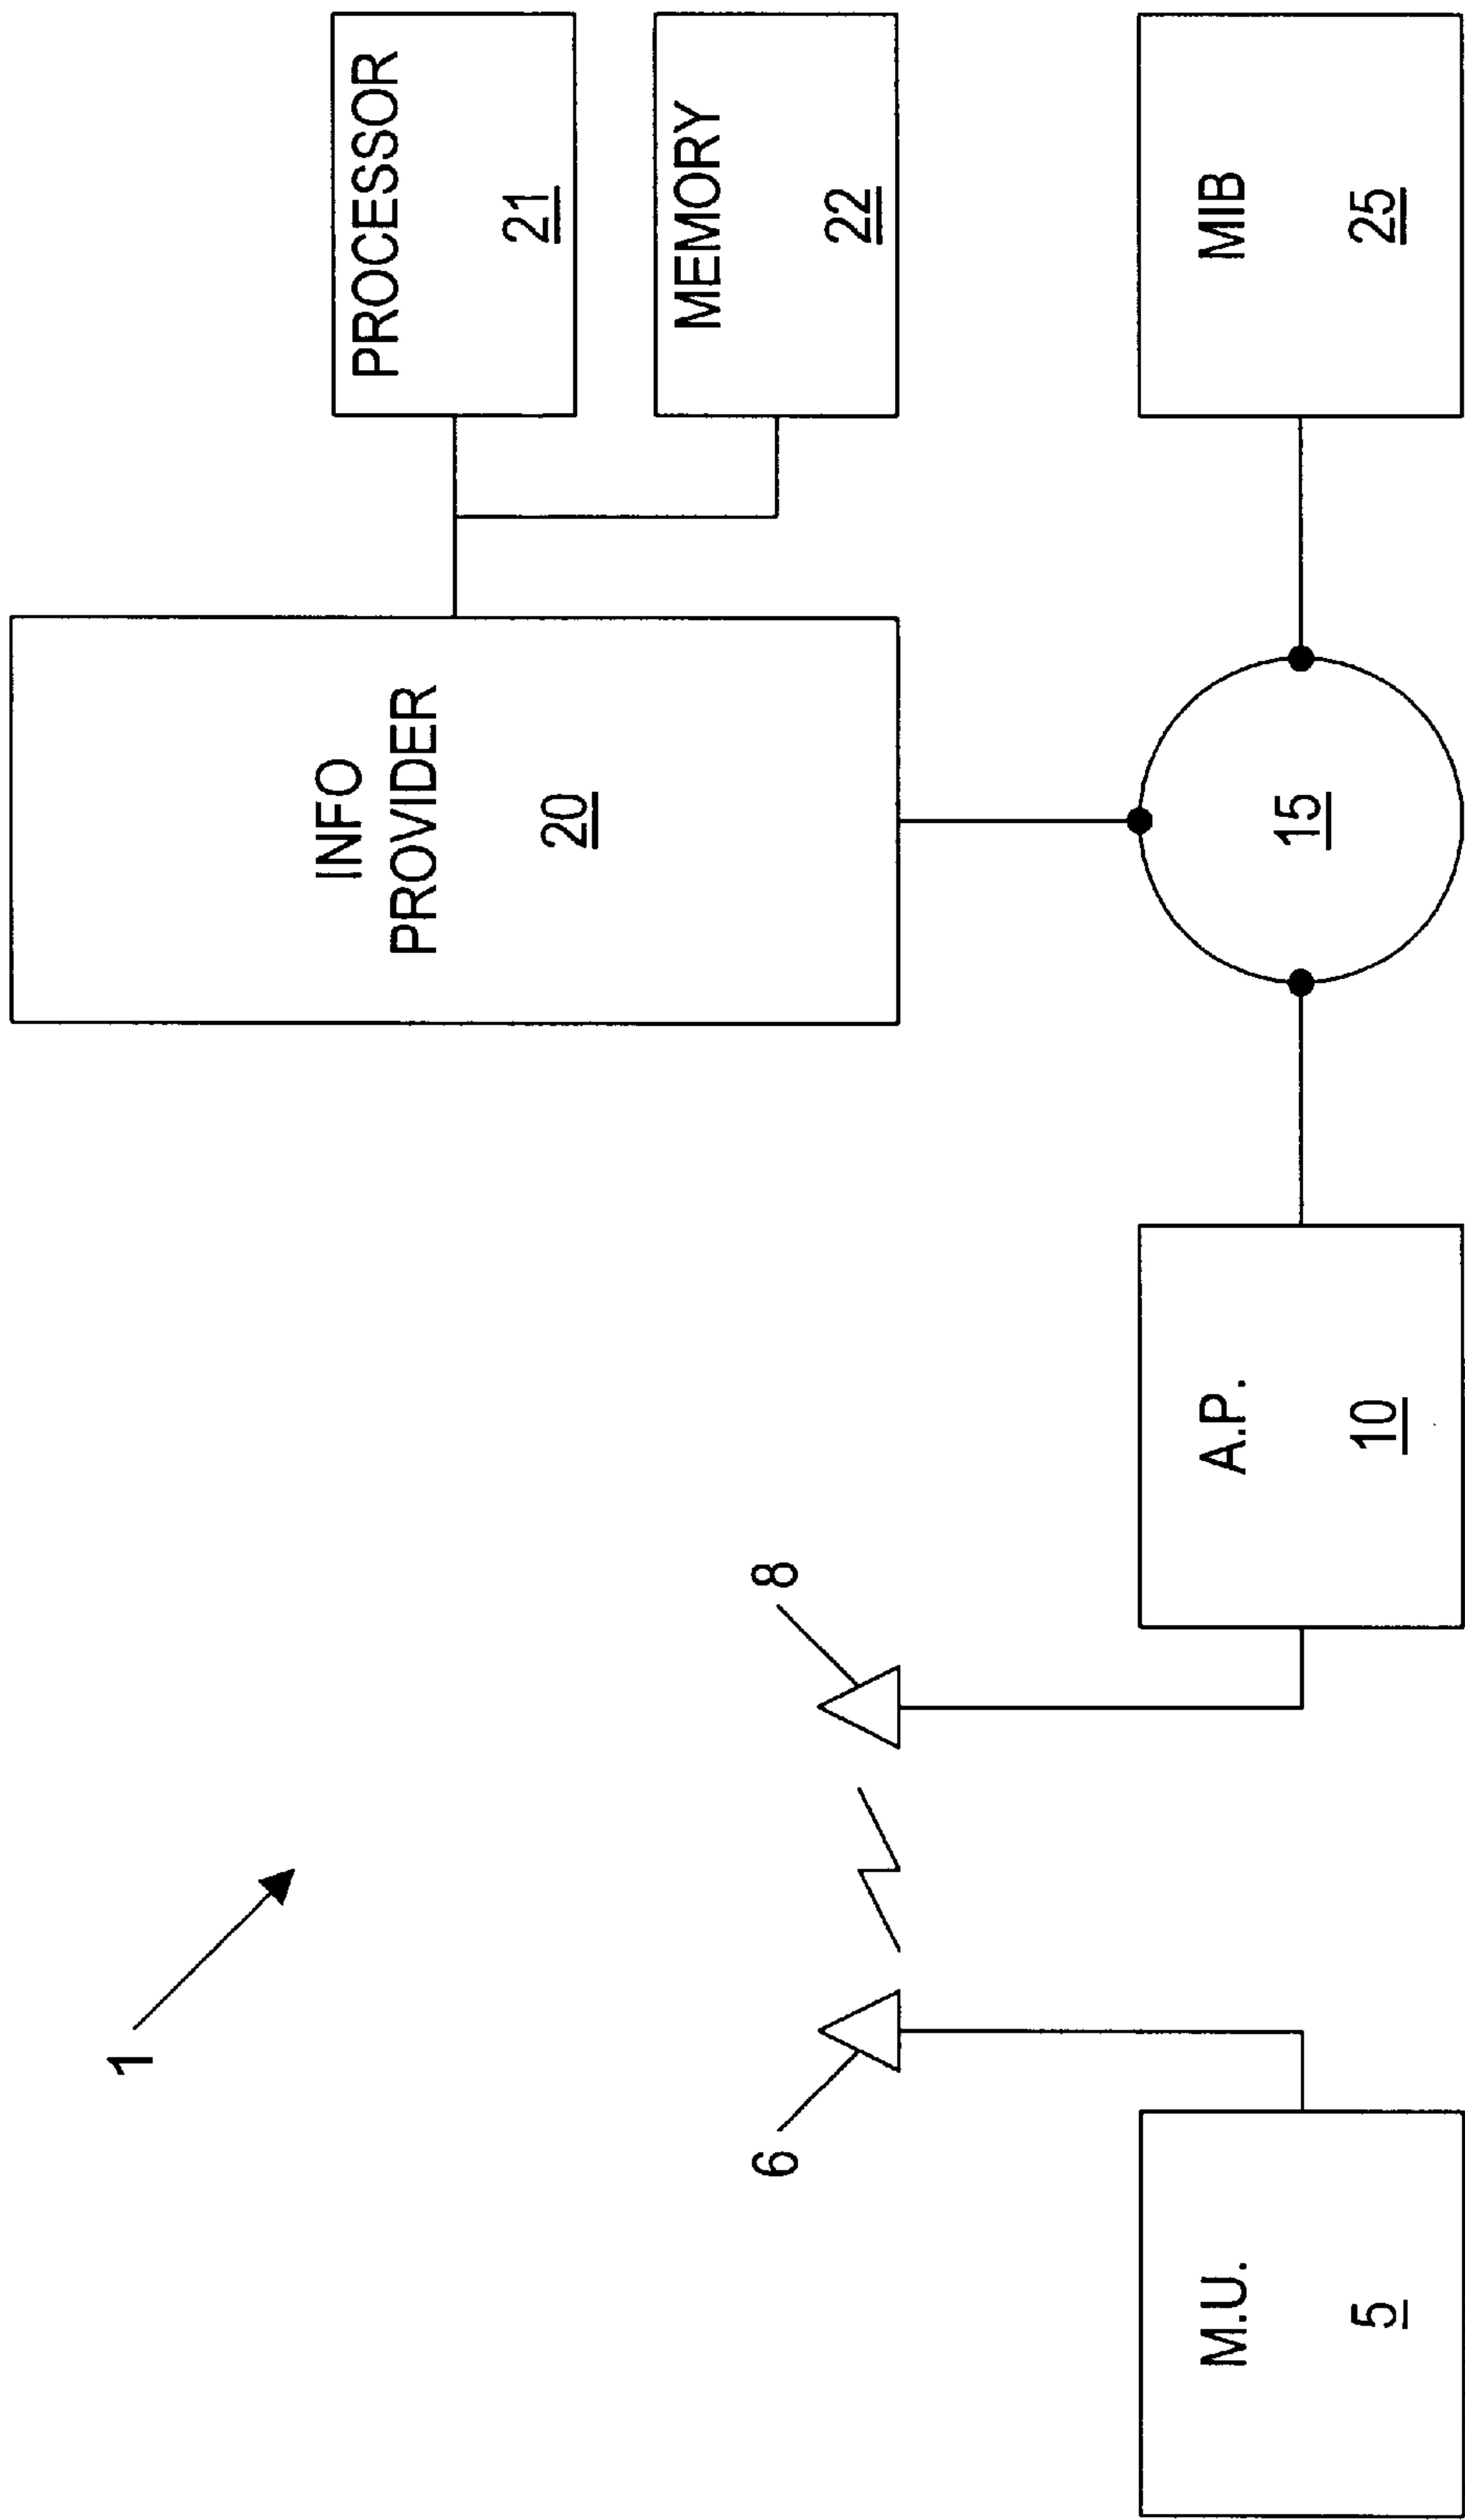 1
INFO
PROVIDER
20
PROCESSOR
21
MEMORY
22
6
8
M.U.
5
A.P.
10
15
MIB
25